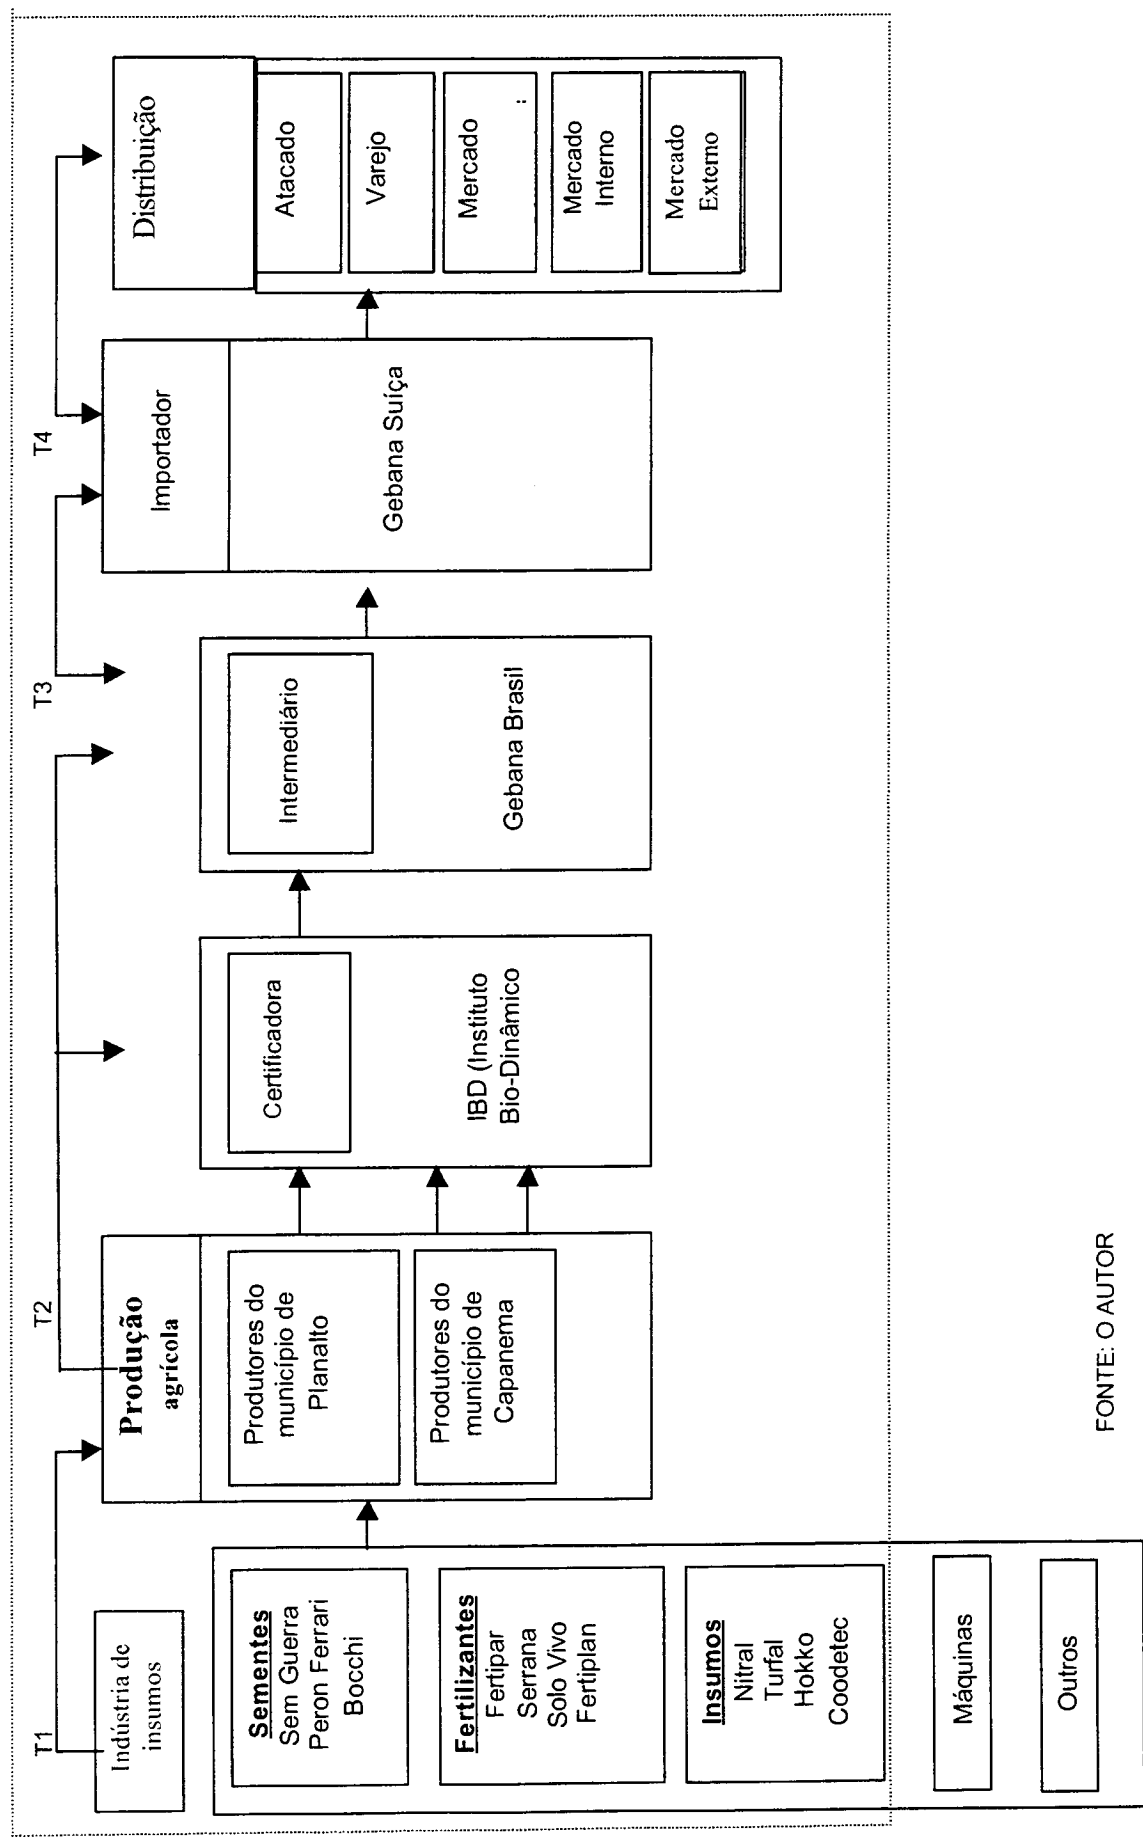 T1
T2
T3
T4
Indústria de
insumos
Sementes
Sem Guerra
Peron Ferrari
Bocchi
Fertilizantes
Fertipar
Serrana
Solo Vivo
Fertiplan
Insumos
Nitral
Turfal
Hokko
Coodetec
Máquinas
Outros
Produção
agrícola
Produtores do
município de
Planalto
Produtores do
município de
Capanema
Certificadora
IBD (Instituto
Bio-Dinâmico
Intermediário
Gebana Brasil
Importador
Gebana Suíça
Distribuição
Atacado
Varejo
Mercado
:
Mercado
Interno
Mercado
Externo
FONTE: O AUTOR